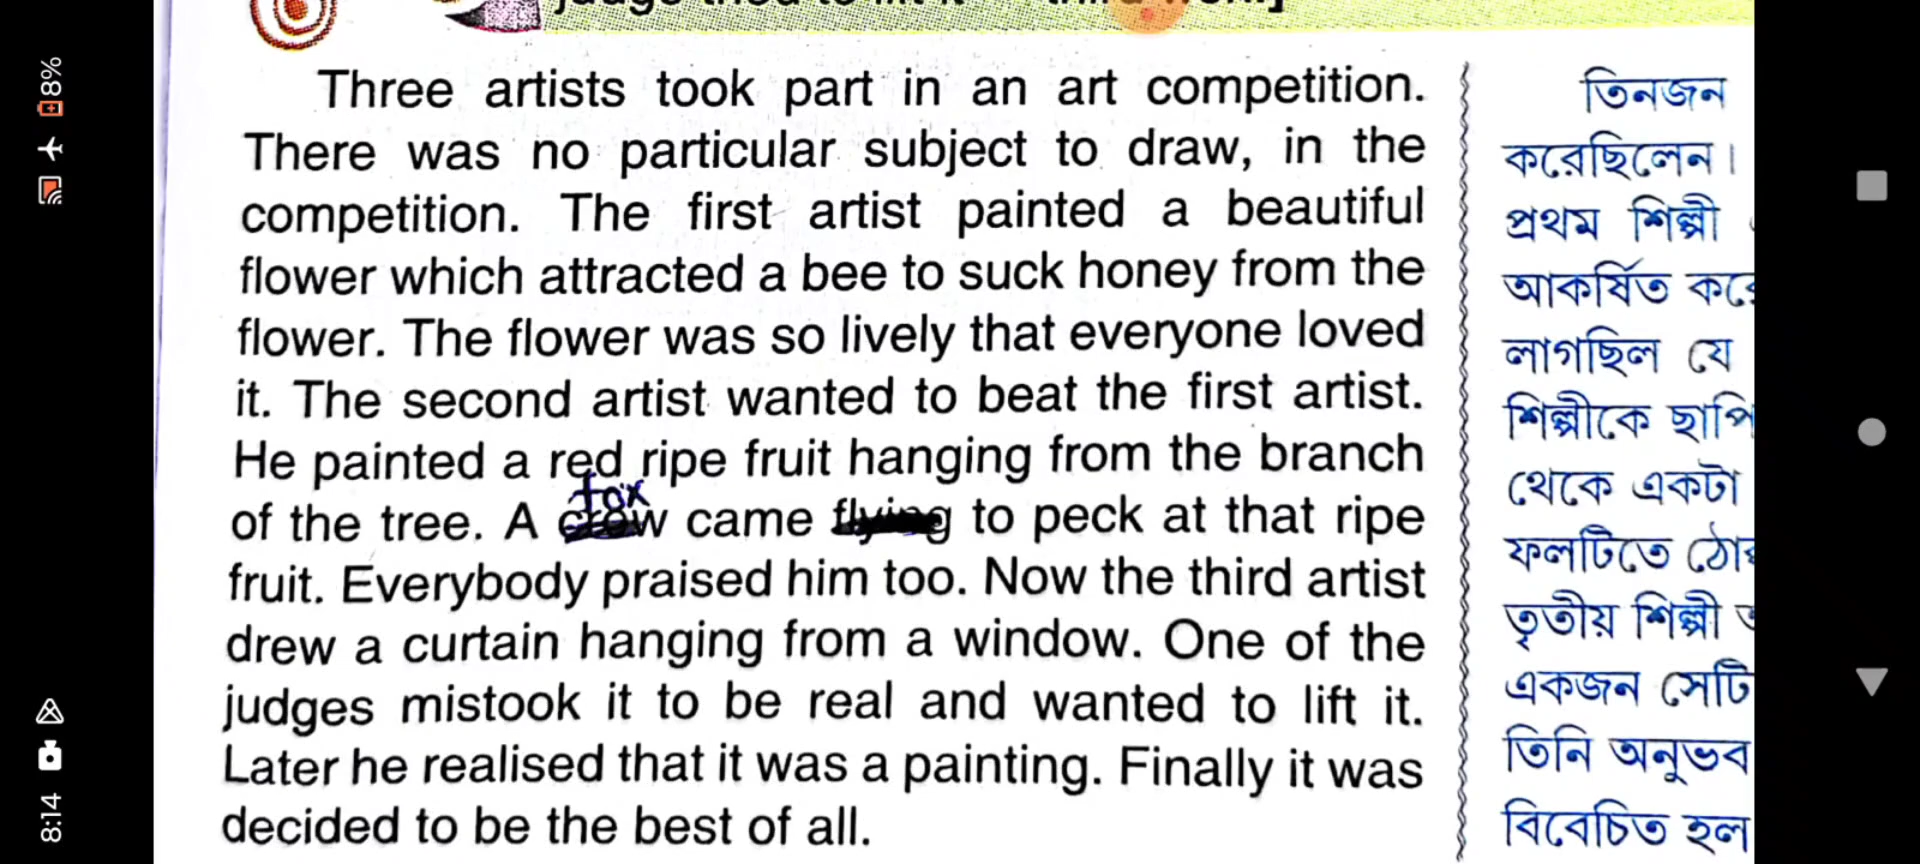 Three artists took part in an art competition.
There was no particular subject to draw, in the
competition. The first artist painted a beautiful
flower which attracted a bee to suck honey from the
flower. The flower was so lively that everyone loved
it. The second artist wanted to beat the first artist.
He painted a red ripe fruit hanging from the branch
fox
of the tree. A crow came flying to peck at that ripe
fruit. Everybody praised him too. Now the third artist
drew a curtain hanging from a window. One of the
judges mistook it to be real and wanted to lift it.
Later he realised that it was a painting. Finally it was
decided to be the best of all.
তিনজন
করেছিলেন।
প্রথম শিল্পী
আকর্ষিত
লাগছিল যে
শিল্পীকে
থেকে একটা
ফলটিতে
তৃতীয় শিল্পী
একজন সেটি
তিনি অনুভব
বিবেচিত হল
8%
8:14